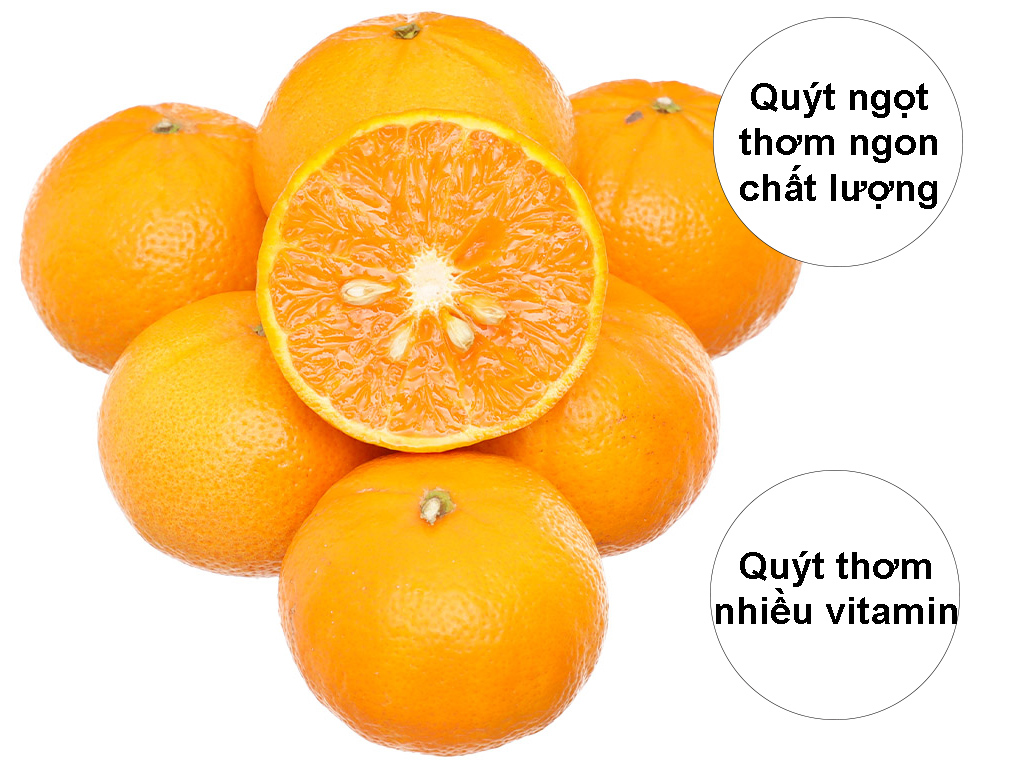 Quýt ngọt
thơm ngon
chất lượng
Quýt thơm
nhiều vitamin